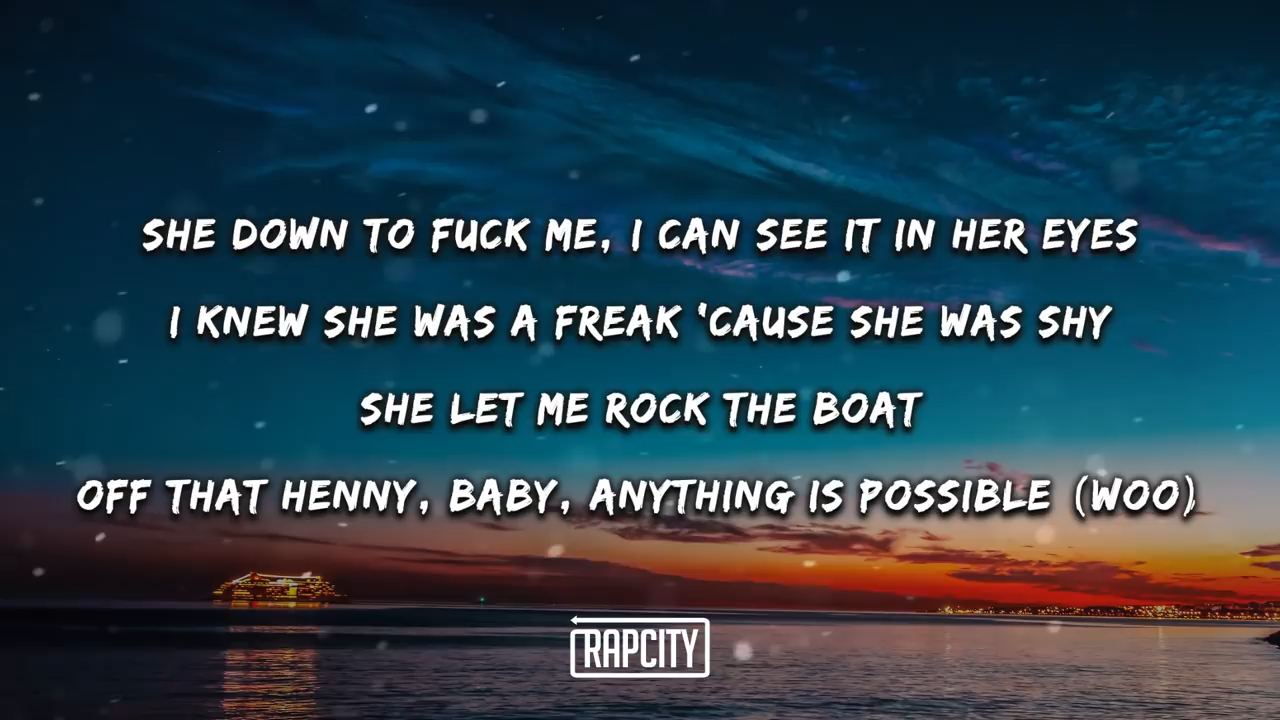 SHE DOWN TO FUCK ME, I CAN SEE IT IN HER EYES
I KNEW SHE WAS A FREAK 'CAUSE SHE WAS SHY
SHE LET ME ROCK THE BOAT
OFF THAT HENNY, BABY, ANYTHING IS POSSIBLE (WOO)
RAPCITY